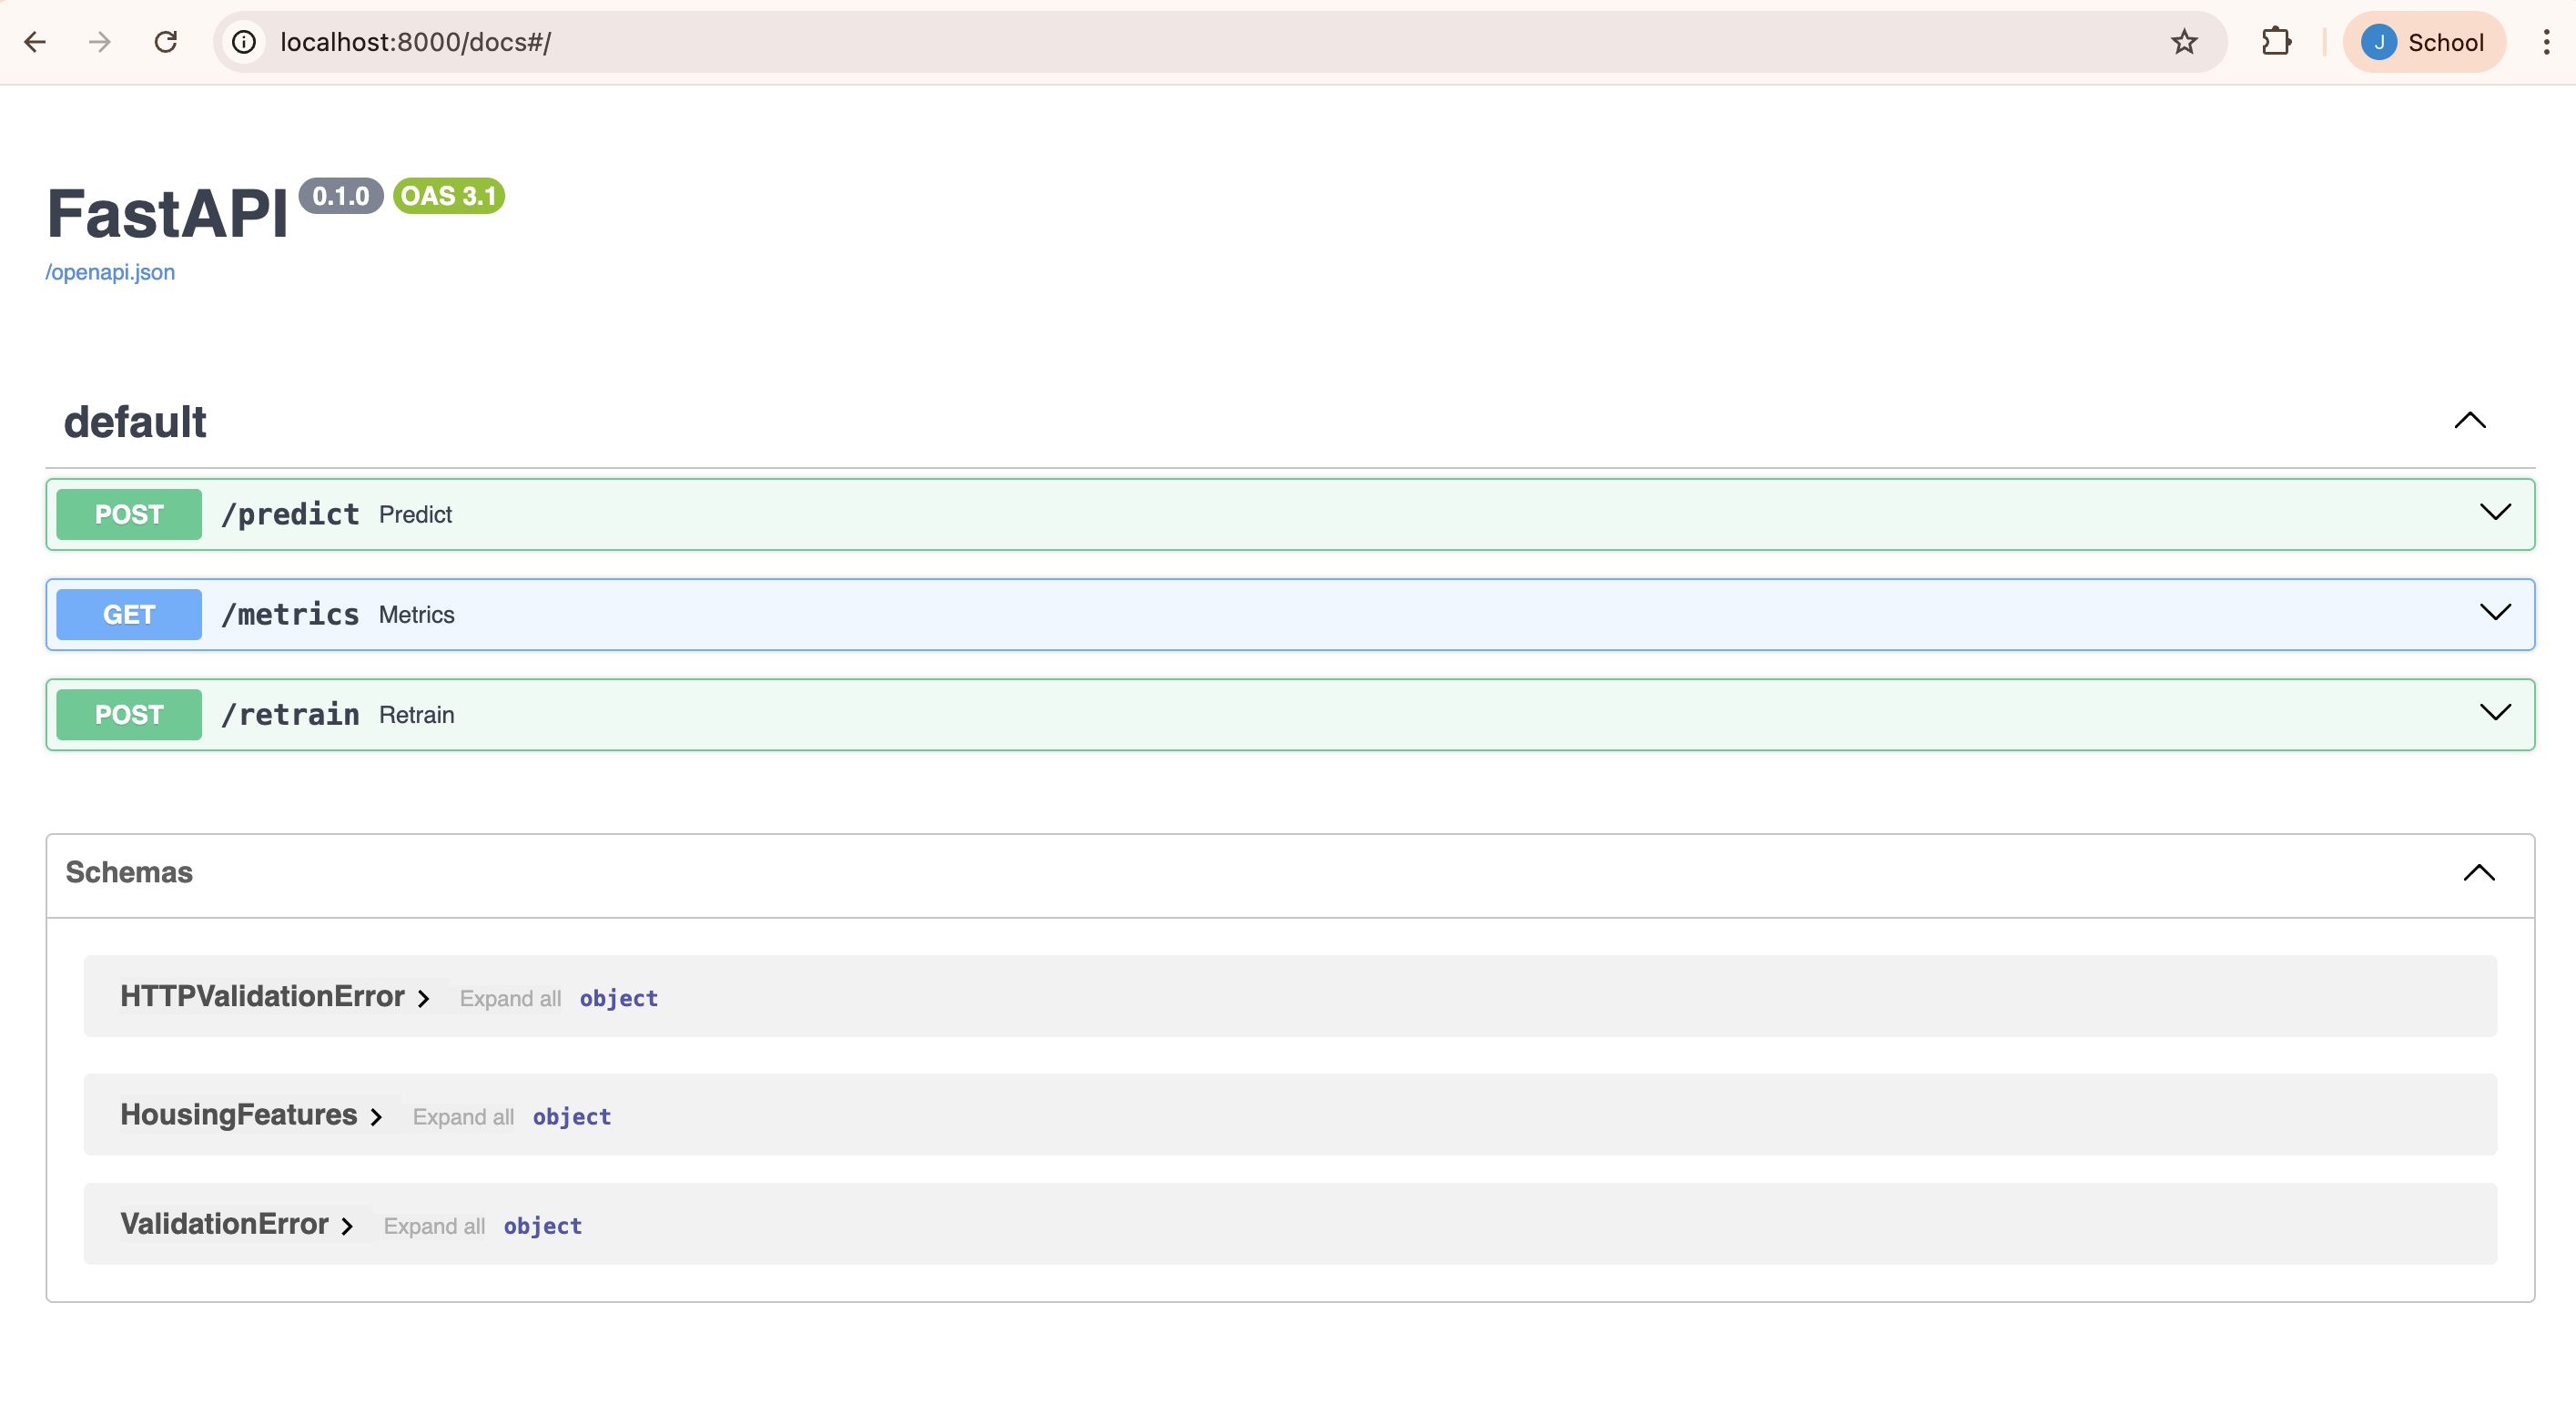 localhost:8000/docs#/
J School
FastAPI 0.1.0 OAS 3.1
/openapi.json
default
POST /predict Predict
GET /metrics Metrics
POST /retrain Retrain
Schemas
HTTPValidationError Expand all object
HousingFeatures Expand all object
ValidationError Expand all object